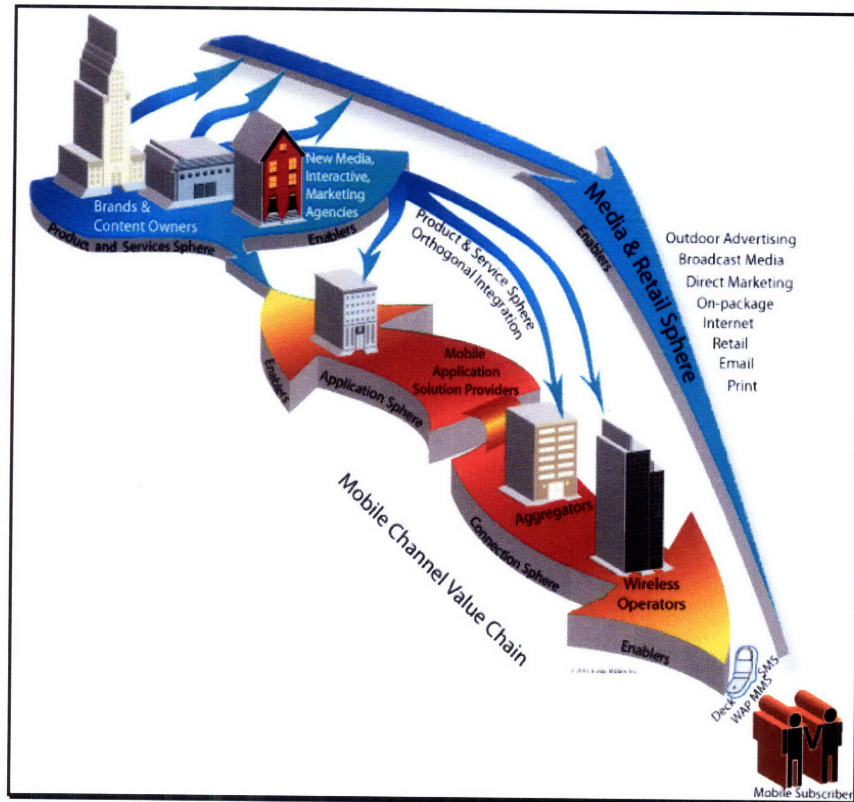 New Media,
Interactive,
Marketing
Agencies
Brands &
Content Owners
Product and Services Sphere
Enablers
Product & Service Sphere
Orthogonal Integration
Enablers
Media & Retail Sphere
Outdoor Advertising
Broadcast Media
Direct Marketing
On-package
Internet
Retail
Email
Print
Enablers
Application Sphere
Mobile
Application
Solution Providers
Mobile Channel Value Chain
Aggregators
Connection Sphere
Wireless
Operators
Enablers
Deck
WAP MMS
SMS
Mobile Subscriber